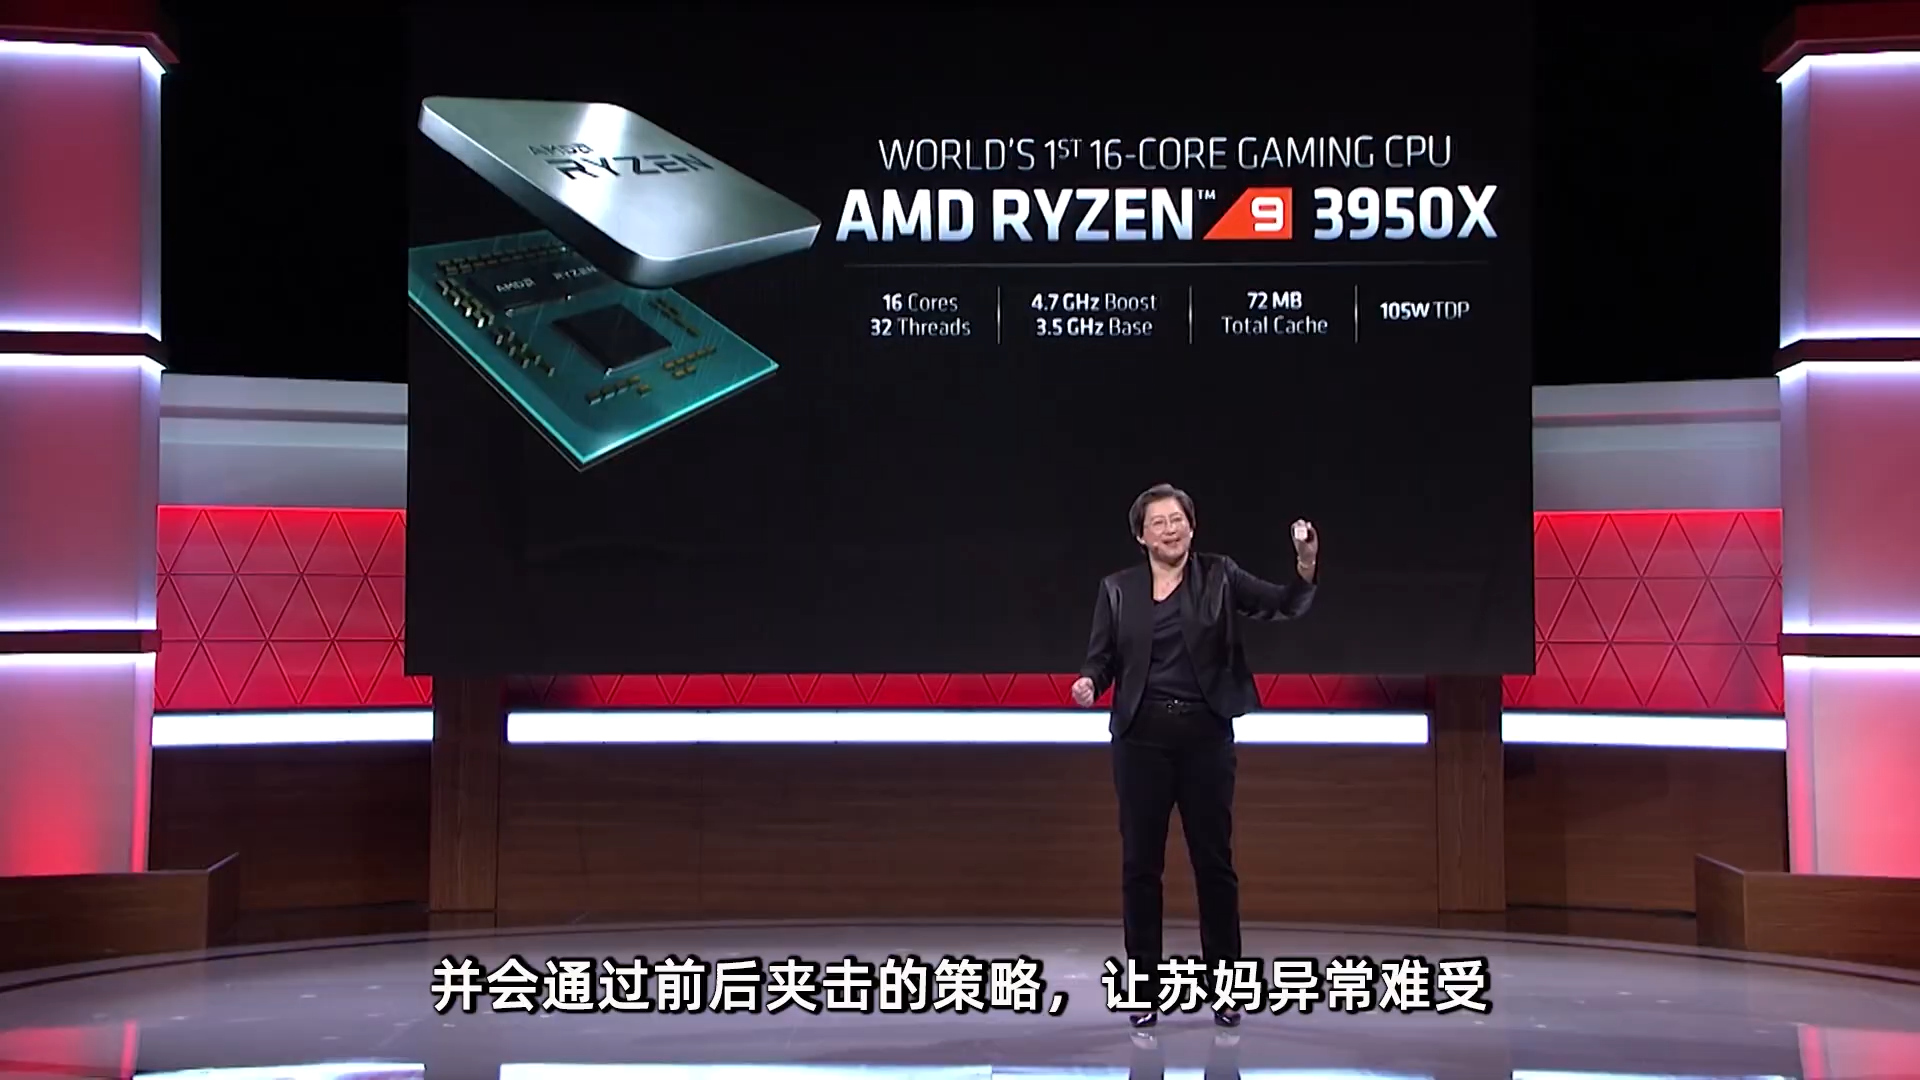 AMD
RYZEN
AMD RYZEN
WORLD'S 1ST 16-CORE GAMING CPU
AMD RYZEN™ 9 3950X
16 Cores
32 Threads
4.7 GHz Boost
3.5 GHz Base
72 MB
Total Cache
105W TDP
并会通过前后夹击的策略，让苏妈异常难受